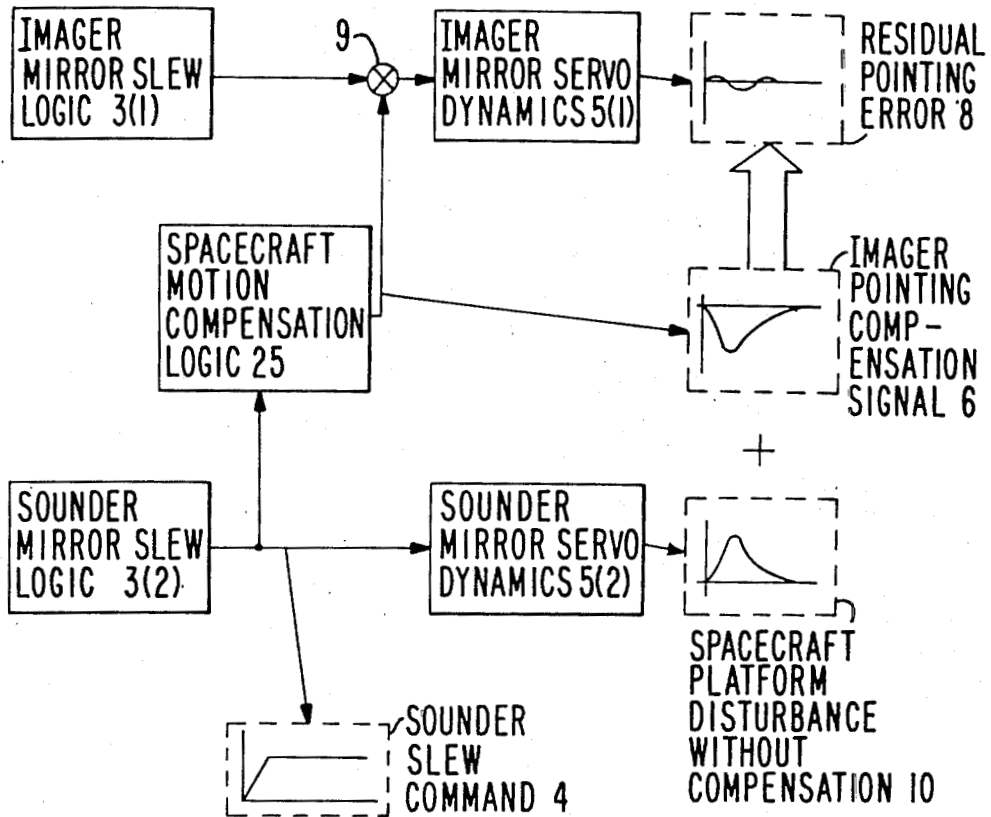 IMAGER
MIRROR SLEW
LOGIC 3(1)
9
IMAGER
MIRROR SERVO
DYNAMICS 5(1)
RESIDUAL
POINTING
ERROR 8
SPACECRAFT
MOTION
COMPENSATION
LOGIC 25
IMAGER
POINTING
COMP-
ENSATION
SIGNAL 6
+
SOUNDER
MIRROR SLEW
LOGIC 3(2)
SOUNDER
MIRROR SERVO
DYNAMICS 5(2)
SPACECRAFT
PLATFORM
DISTURBANCE
WITHOUT
COMPENSATION 10
SOUNDER
SLEW
COMMAND 4